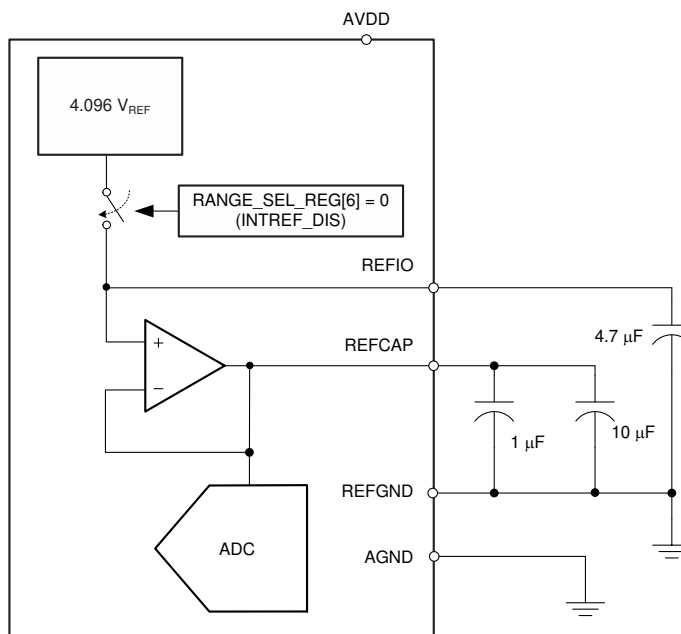 AVDD
4.096 VREF
RANGE_SEL_REG[6] = 0
(INTREF_DIS)
REFIO
4.7 μF
+
REFCAP
−
1 μF
10 μF
REFGND
ADC
AGND